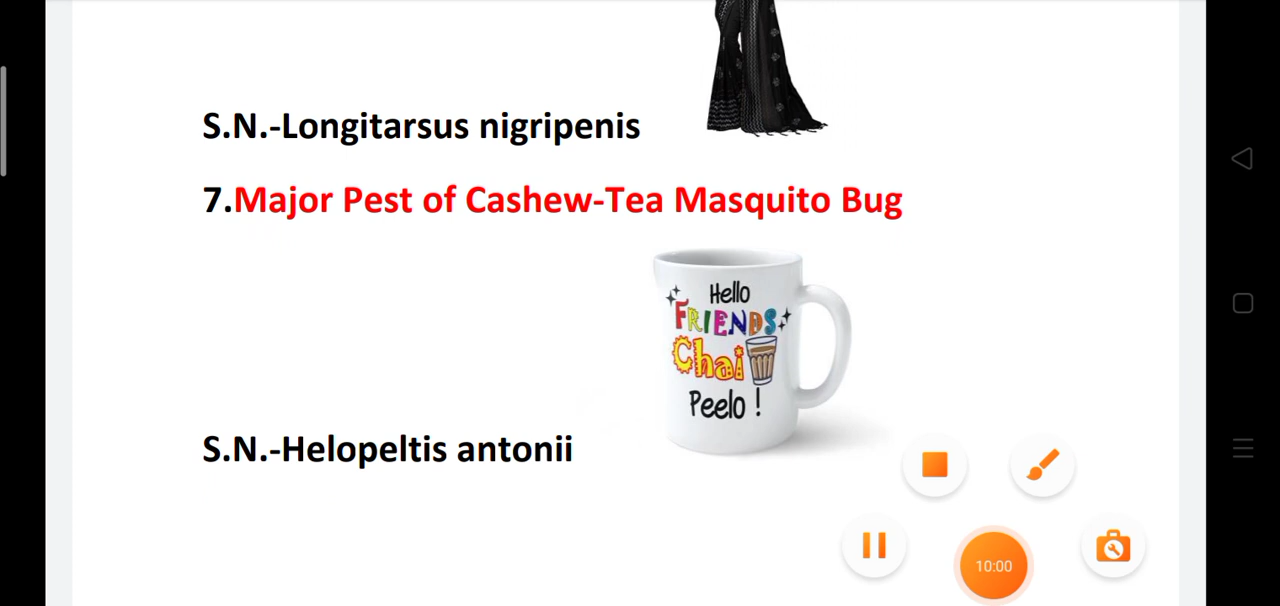 S.N.-Longitarsus nigripenis
7.Major Pest of Cashew-Tea Masquito Bug
Hello
FRIENDS
Chai
Peelo !
S.N.-Helopeltis antonii
10:00